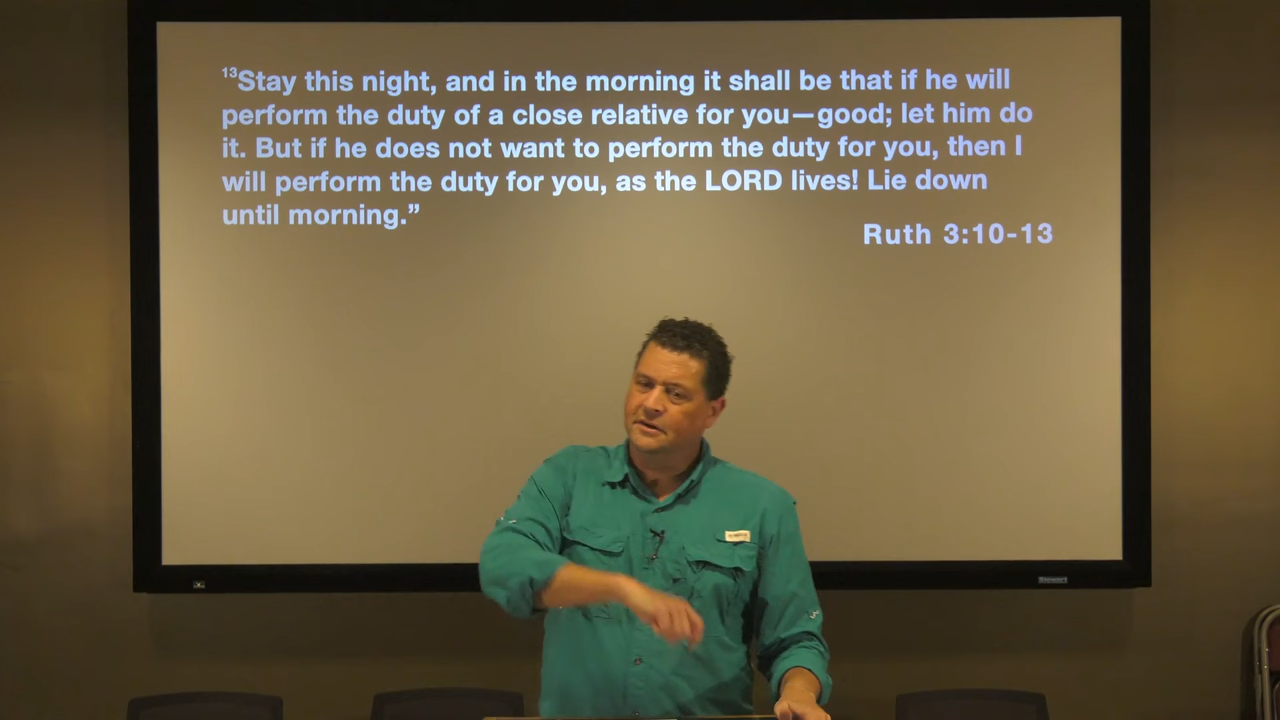 ¹³Stay this night, and in the morning it shall be that if he will
perform the duty of a close relative for you—good; let him do
it. But if he does not want to perform the duty for you, then I
will perform the duty for you, as the LORD lives! Lie down
until morning.”
Ruth 3:10-13